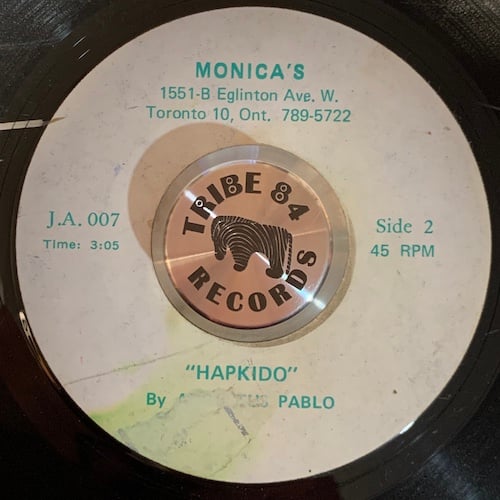 MONICA'S
1551-B Eglinton Ave. W.
Toronto 10, Ont. 789-5722
J.A. 007
Time: 3:05
TRIBE 84
RECORDS
Side 2
45 RPM
"HAPKIDO"
By PABLO